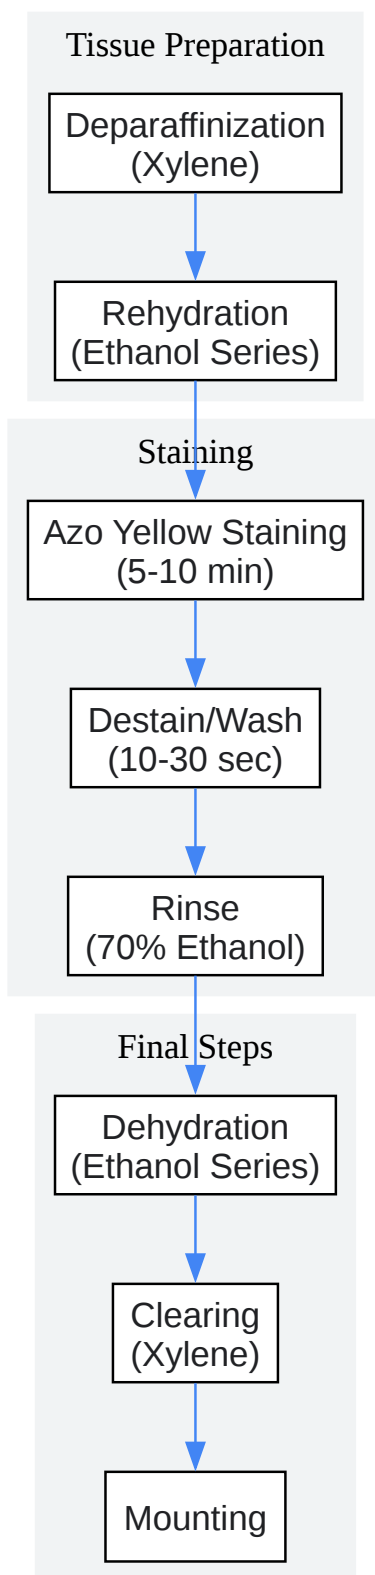 Tissue Preparation
Deparaffinization
(Xylene)
Rehydration
(Ethanol Series)
Staining
Azo Yellow Staining
(5-10 min)
Destain/Wash
(10-30 sec)
Rinse
(70% Ethanol)
Final Steps
Dehydration
(Ethanol Series)
Clearing
(Xylene)
Mounting